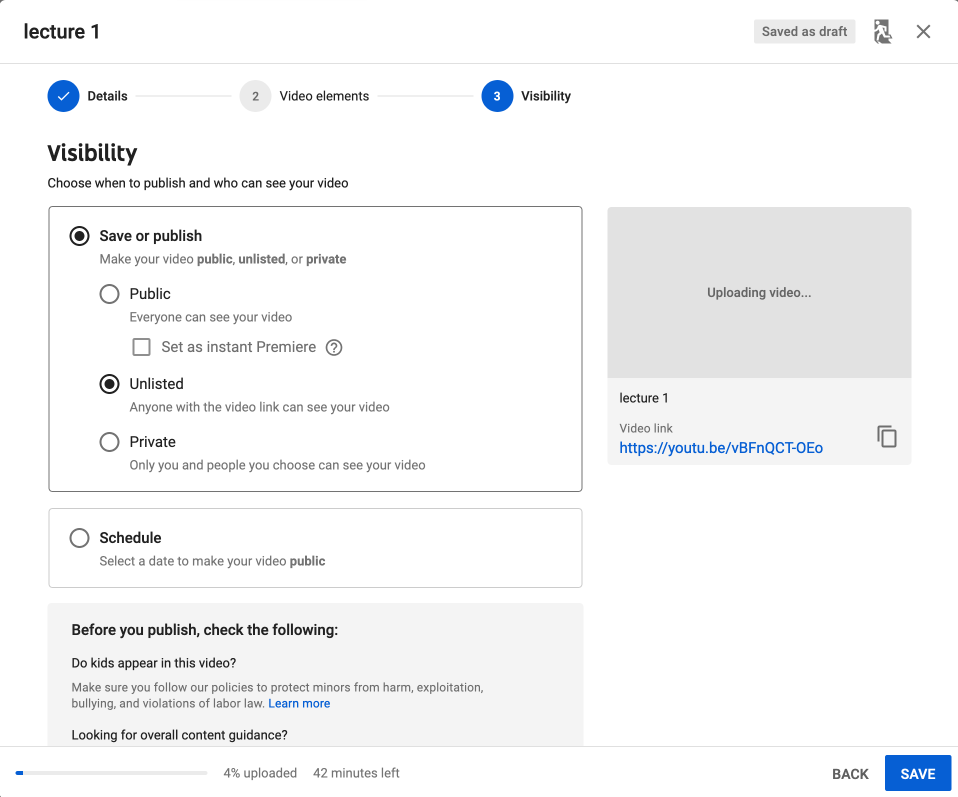 lecture 1
Saved as draft
Details
2
Video elements
3
Visibility
Visibility
Choose when to publish and who can see your video
Save or publish
Make your video public, unlisted, or private
Public
Everyone can see your video
Set as instant Premiere ?
Unlisted
Anyone with the video link can see your video
Private
Only you and people you choose can see your video
Uploading video...
lecture 1
Video link
https://youtu.be/vBFnQCT-OEo
Schedule
Select a date to make your video public
Before you publish, check the following:
Do kids appear in this video?
Make sure you follow our policies to protect minors from harm, exploitation,
bullying, and violations of labor law. Learn more
Looking for overall content guidance?
4% uploaded
42 minutes left
BACK
SAVE